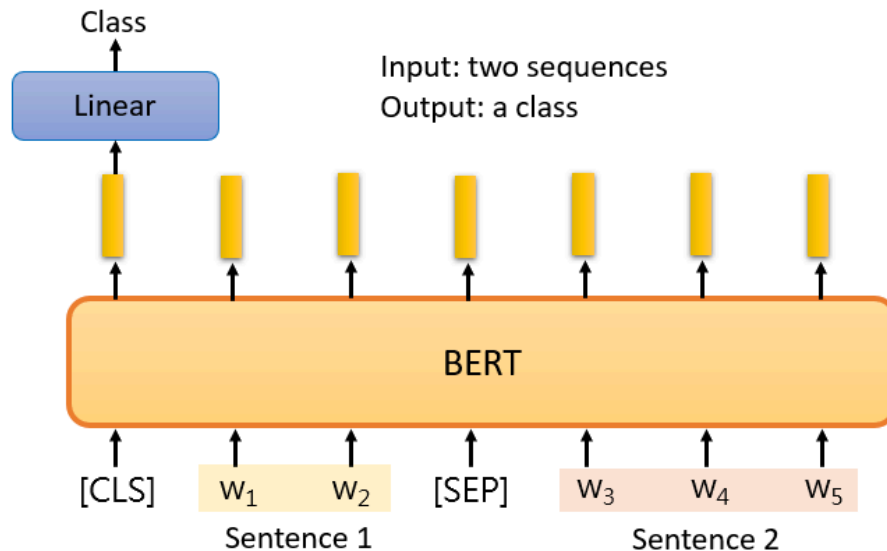 Class
Linear
Input: two sequences
Output: a class
BERT
[CLS] w₁ w₂ [SEP] w₃ w₄ w₅
Sentence 1 Sentence 2